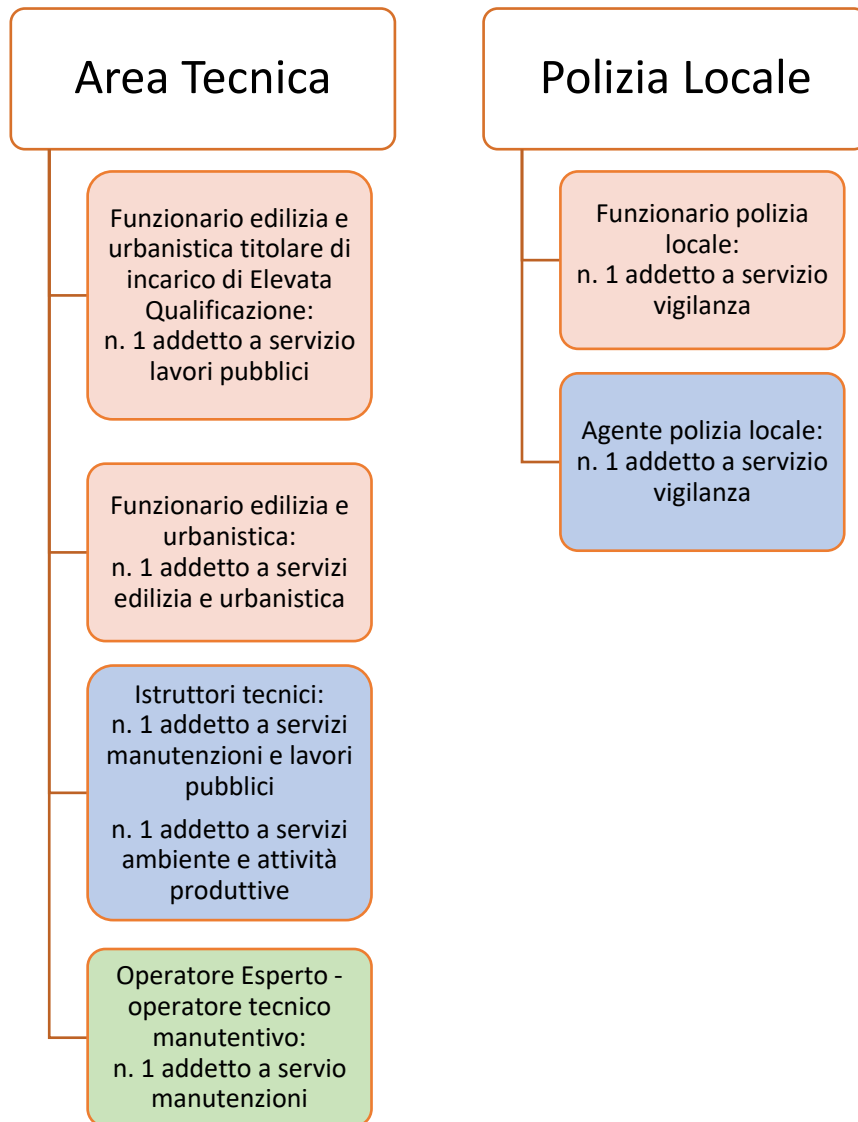 Area Tecnica
Funzionario edilizia e
urbanistica titolare di
incarico di Elevata
Qualificazione:
n. 1 addetto a servizio
lavori pubblici
Funzionario edilizia e
urbanistica:
n. 1 addetto a servizi
edilizia e urbanistica
Istruttori tecnici:
n. 1 addetto a servizi
manutenzioni e lavori
pubblici
n. 1 addetto a servizi
ambiente e attività
produttive
Operatore Esperto -
operatore tecnico
manutentivo:
n. 1 addetto a servio
manutenzioni
Polizia Locale
Funzionario polizia
locale:
n. 1 addetto a servizio
vigilanza
Agente polizia locale:
n. 1 addetto a servizio
vigilanza